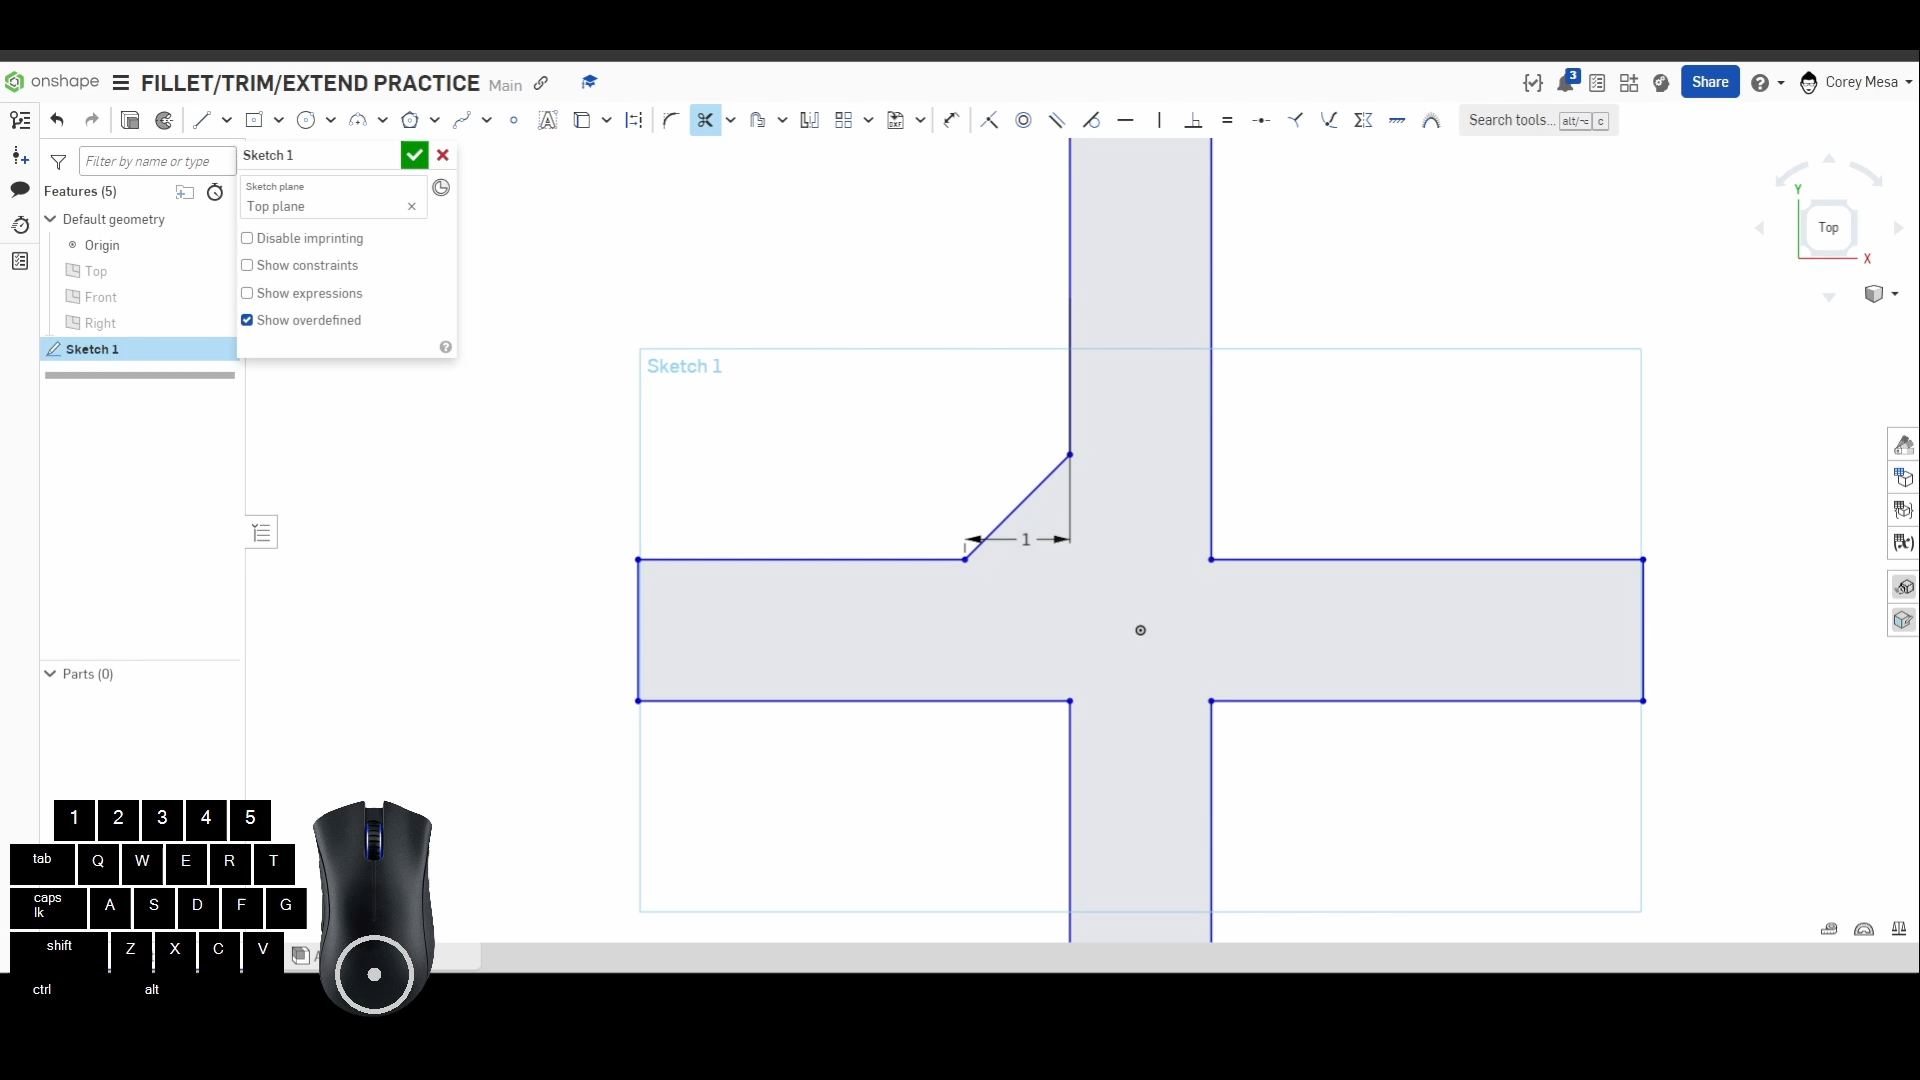 onshape FILLET/TRIM/EXTEND PRACTICE Main 3 Share Corey Mesa
Search tools... alt/⌥ c
Filter by name or type
Features (5)
Default geometry
Origin
Top
Front
Right
Sketch 1
Parts (0)
Sketch 1
Sketch plane
Top plane
Disable imprinting
Show constraints
Show expressions
Show overdefined
Sketch 1
1
Y
Top
X
(x)
1 2 3 4 5
tab Q W E R T
caps lk A S D F G
shift Z X C V
ctrl alt